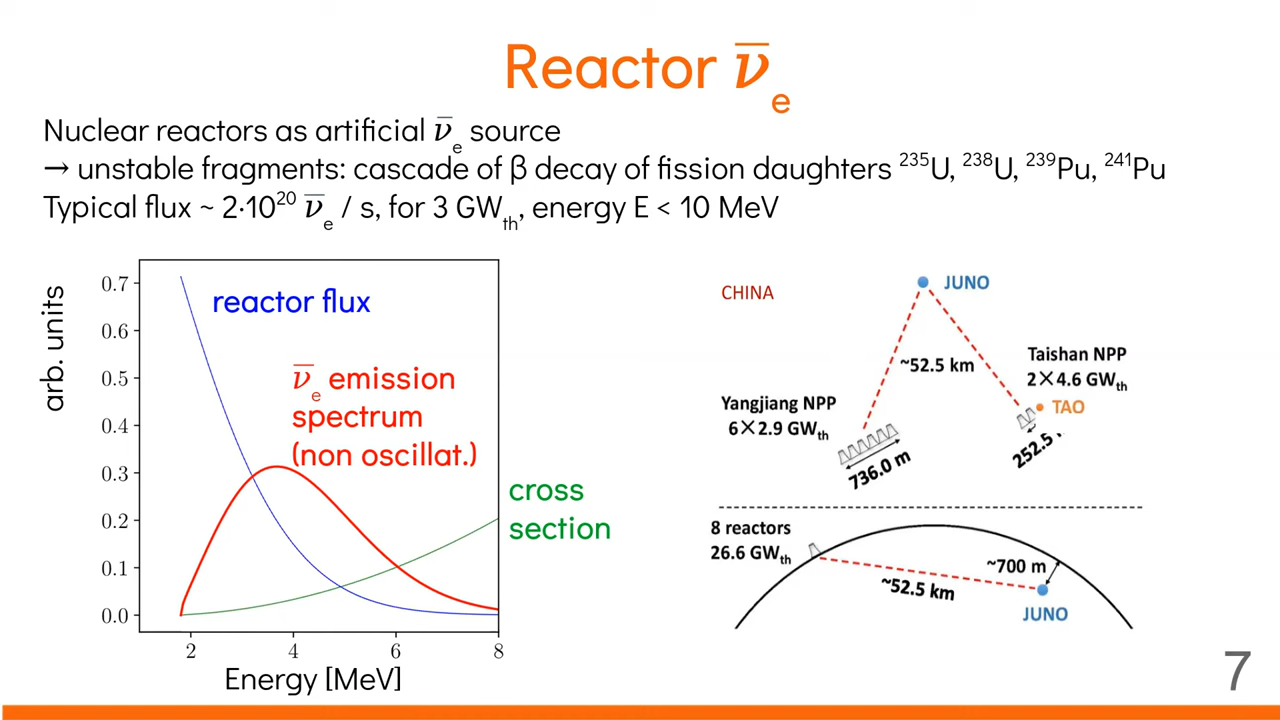 Reactor ν̅ₑ
Nuclear reactors as artificial ν̅ₑ source
→ unstable fragments: cascade of β decay of fission daughters ²³⁵U, ²³⁸U, ²³⁹Pu, ²⁴¹Pu
Typical flux ~ 2·10²⁰ ν̅ₑ / s, for 3 GWth, energy E < 10 MeV
arb. units
0.7
0.6
0.5
0.4
0.3
0.2
0.1
0.0
reactor flux
ν̅ₑ emission
spectrum
(non oscillat.)
cross
section
2 4 6 8
Energy [MeV]
CHINA
JUNO
~52.5 km
Taishan NPP
2×4.6 GWth
TAO
252.5
Yangjiang NPP
6×2.9 GWth
736.0 m
8 reactors
26.6 GWth
~700 m
~52.5 km
JUNO
7